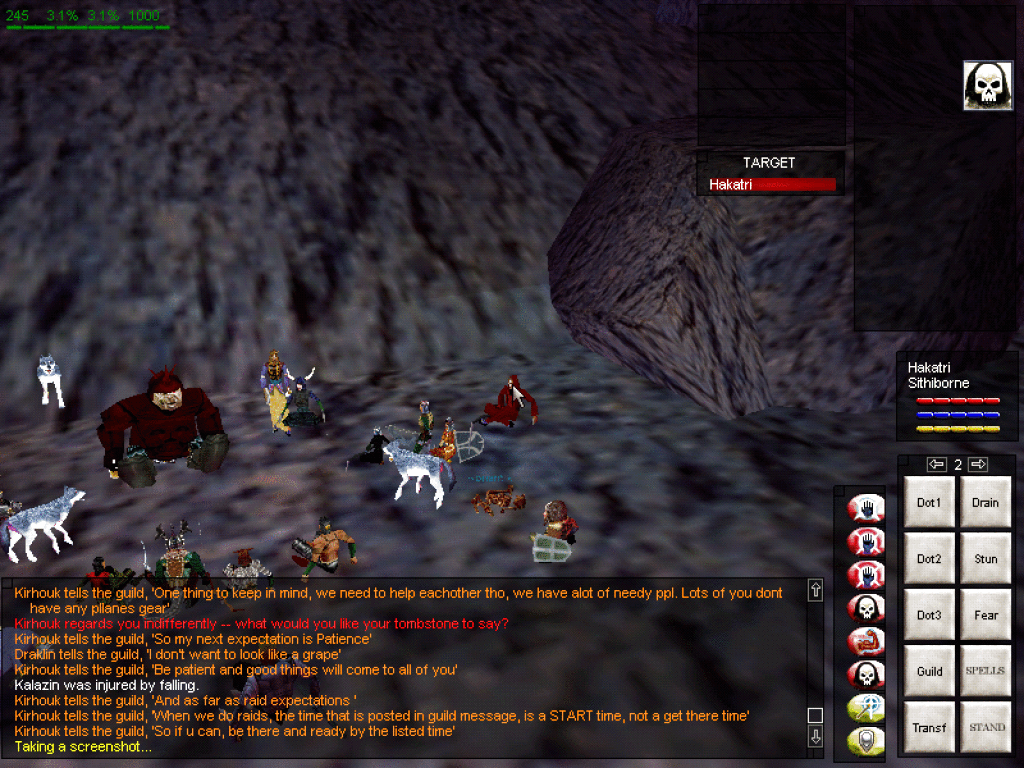 245 3.1% 3.1% 1000
TARGET
Hakatri
Hakatri
Sithiborne
2
Dot1
Drain
Dot2
Stun
Dot3
Fear
Guild
SPELLS
Transf
STAND
Kirhouk tells the guild, 'One thing to keep in mind, we need to help eachother tho, we have alot of needy ppl. Lots of you dont
have any planes gear'
Kirhouk regards you indifferently -- what would you like your tombstone to say?
Kirhouk tells the guild, 'So my next expectation is Patience'
Draklin tells the guild, 'I don't want to look like a grape'
Kirhouk tells the guild, 'Be patient and good things will come to all of you'
Kalazin was injured by falling.
Kirhouk tells the guild, 'And as far as raid expectations '
Kirhouk tells the guild, 'When we do raids, the time that is posted in guild message, is a START time, not a get there time'
Kirhouk tells the guild, 'So if u can, be there and ready by the listed time'
Taking a screenshot...